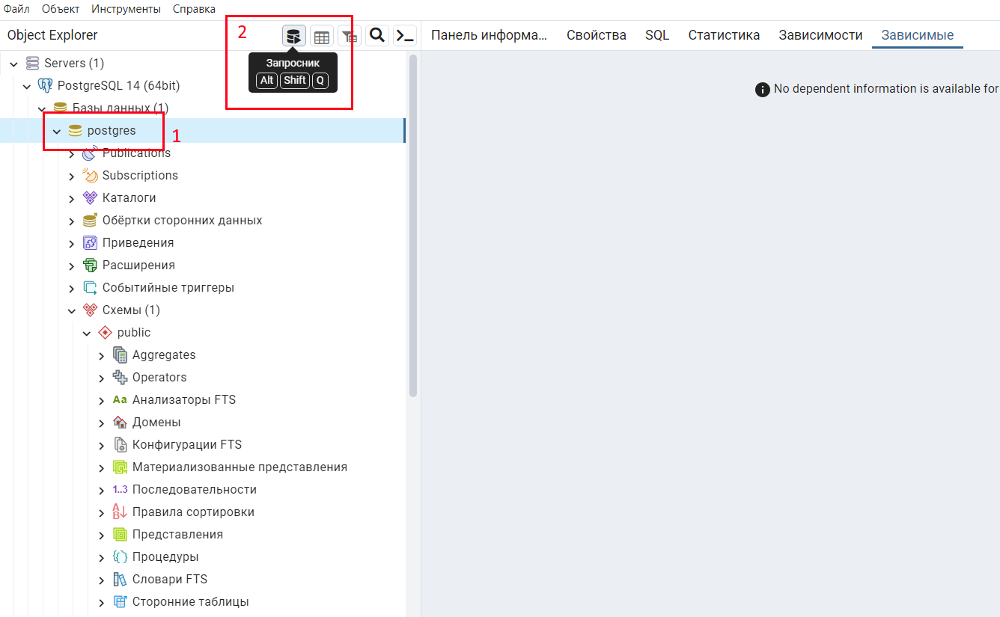 Файл Объект Инструменты Справка
Object Explorer
2
Панель информа... Свойства SQL Статистика Зависимости Зависимые
Запросник
Alt Shift Q
Servers (1)
PostgreSQL 14 (64bit)
Базы данных (1)
postgres
1
Publications
Subscriptions
Каталоги
Обёртки сторонних данных
Приведения
Расширения
Событийные триггеры
Схемы (1)
public
Aggregates
Operators
Aa Анализаторы FTS
Домены
Конфигурации FTS
Материализованные представления
1..3 Последовательности
Правила сортировки
Представления
Процедуры
Словари FTS
Сторонние таблицы
No dependent information is available for